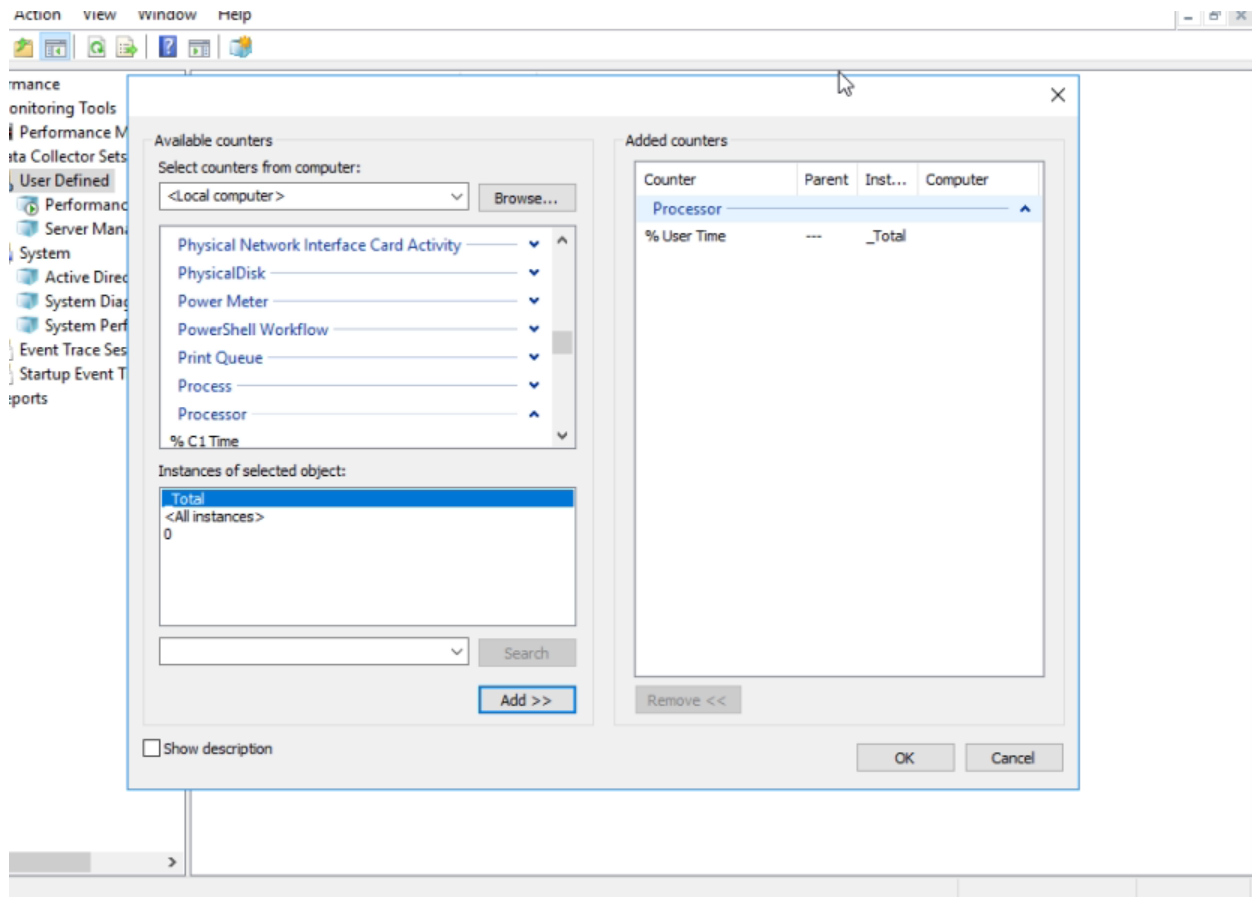 Action View Window Help
rmance
onitoring Tools
Performance M
ata Collector Sets
User Defined
Performanc
Server Mana
System
Active Direc
System Diag
System Perf
Event Trace Ses
Startup Event T
eports
Available counters
Select counters from computer:
<Local computer>
Browse...
Physical Network Interface Card Activity
PhysicalDisk
Power Meter
PowerShell Workflow
Print Queue
Process
Processor
% C1 Time
Instances of selected object:
_Total
<All instances>
0
Search
Add >>
Show description
Added counters
Counter Parent Inst... Computer
Processor
% User Time --- _Total
Remove <<
OK Cancel